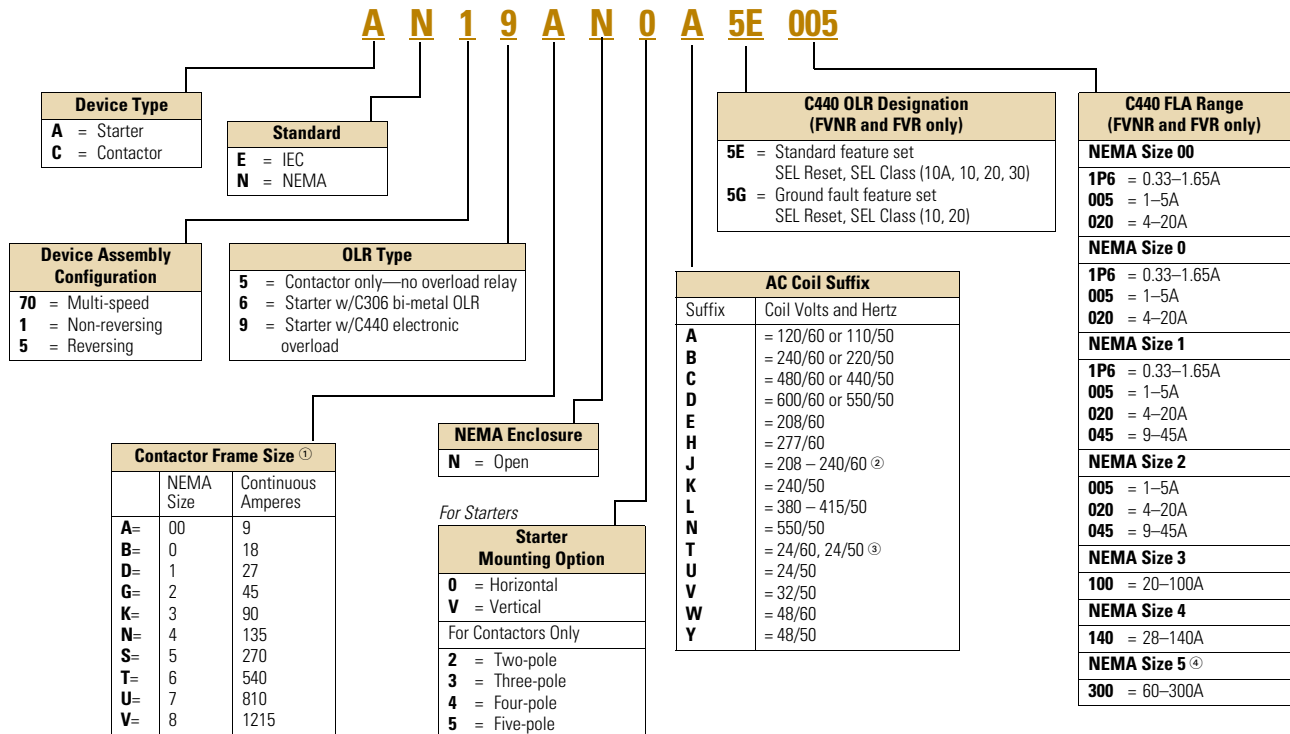 A N 1 9 A N 0 A 5E 005
Device Type
A = Starter
C = Contactor
Standard
E = IEC
N = NEMA
Device Assembly
Configuration
70 = Multi-speed
1 = Non-reversing
5 = Reversing
OLR Type
5 = Contactor only—no overload relay
6 = Starter w/C306 bi-metal OLR
9 = Starter w/C440 electronic
overload
Contactor Frame Size ①
NEMA Size Continuous Amperes
A= 00 9
B= 0 18
D= 1 27
G= 2 45
K= 3 90
N= 4 135
S= 5 270
T= 6 540
U= 7 810
V= 8 1215
NEMA Enclosure
N = Open
For Starters
Starter
Mounting Option
0 = Horizontal
V = Vertical
For Contactors Only
2 = Two-pole
3 = Three-pole
4 = Four-pole
5 = Five-pole
C440 OLR Designation
(FVNR and FVR only)
5E = Standard feature set
SEL Reset, SEL Class (10A, 10, 20, 30)
5G = Ground fault feature set
SEL Reset, SEL Class (10, 20)
AC Coil Suffix
Suffix Coil Volts and Hertz
A = 120/60 or 110/50
B = 240/60 or 220/50
C = 480/60 or 440/50
D = 600/60 or 550/50
E = 208/60
H = 277/60
J = 208 – 240/60 ②
K = 240/50
L = 380 – 415/50
N = 550/50
T = 24/60, 24/50 ③
U = 24/50
V = 32/50
W = 48/60
Y = 48/50
C440 FLA Range
(FVNR and FVR only)
NEMA Size 00
1P6 = 0.33–1.65A
005 = 1–5A
020 = 4–20A
NEMA Size 0
1P6 = 0.33–1.65A
005 = 1–5A
020 = 4–20A
NEMA Size 1
1P6 = 0.33–1.65A
005 = 1–5A
020 = 4–20A
045 = 9–45A
NEMA Size 2
005 = 1–5A
020 = 4–20A
045 = 9–45A
NEMA Size 3
100 = 20–100A
NEMA Size 4
140 = 28–140A
NEMA Size 5 ④
300 = 60–300A